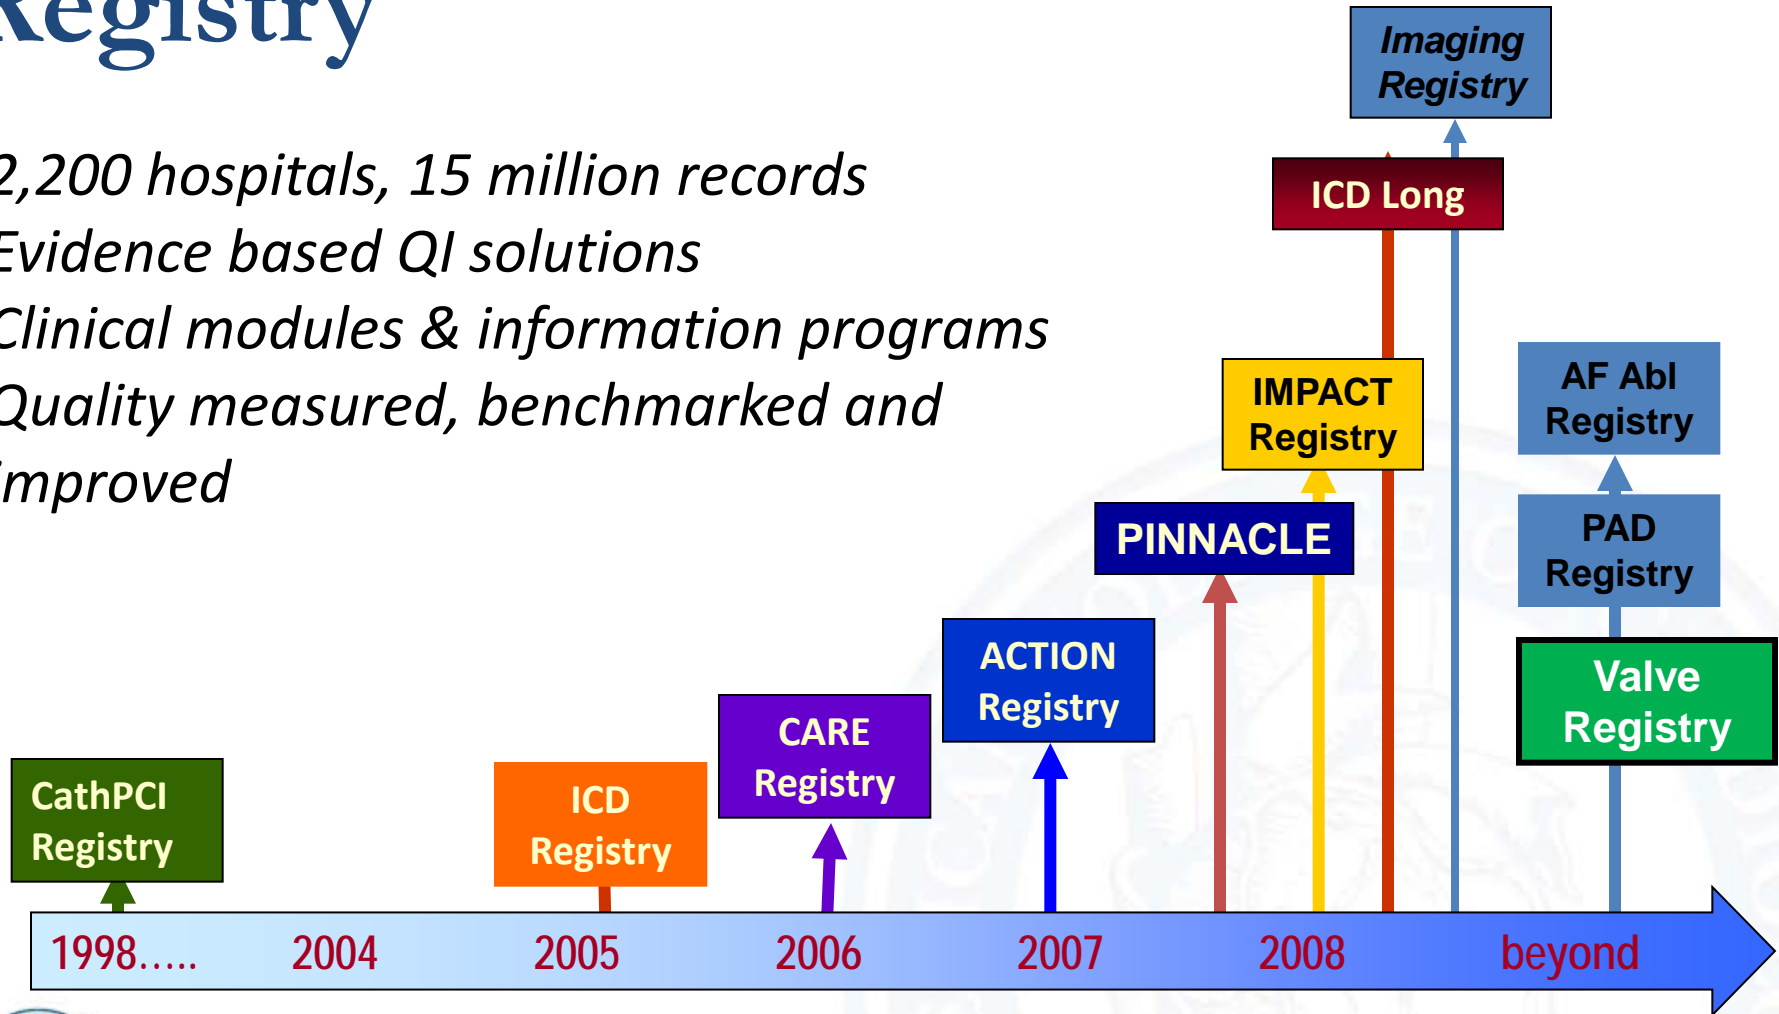 Registry
2,200 hospitals, 15 million records
Evidence based QI solutions
Clinical modules & information programs
Quality measured, benchmarked and
improved
Imaging
Registry
ICD Long
IMPACT
Registry
AF Abl
Registry
PINNACLE
PAD
Registry
ACTION
Registry
Valve
Registry
CARE
Registry
CathPCI
Registry
ICD
Registry
1998..... 2004 2005 2006 2007 2008 beyond